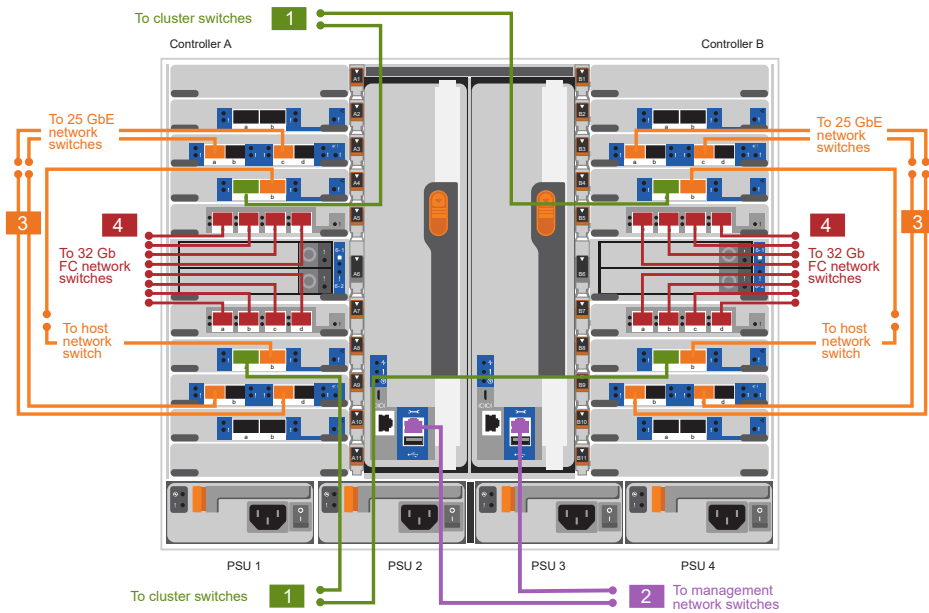 To cluster switches 1
Controller A
Controller B
A1
B1
A2
B2
a b
a b
To 25 GbE
network
switches
To 25 GbE
network
switches
A3
B3
a b c d
a b c d
A4
B4
b
b
3
4
A5
B5
4
3
To 32 Gb
FC network
switches
To 32 Gb
FC network
switches
6-1
6-2
A6
B6
A7
B7
a b c d
a b c d
To host
network
switch
To host
network
switch
A8
B8
b
b
A9
B9
a b c d
a b c d
A10
B10
a b
a b
A11
B11
PSU 1
PSU 2
PSU 3
PSU 4
To cluster switches 1
2 To management
network switches